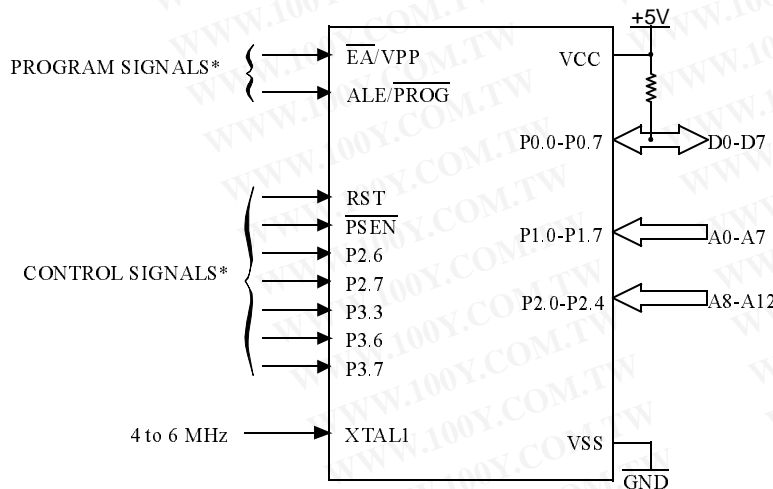 +5V
PROGRAM SIGNALS*
EA/VPP
VCC
ALE/PROG
P0.0-P0.7
D0-D7
RST
PSEN
P1.0-P1.7
A0-A7
P2.6
CONTROL SIGNALS*
P2.7
P2.0-P2.4
A8-A12
P3.3
P3.6
P3.7
4 to 6 MHz
XTAL1
VSS
GND
WWW.100Y.COM.TW